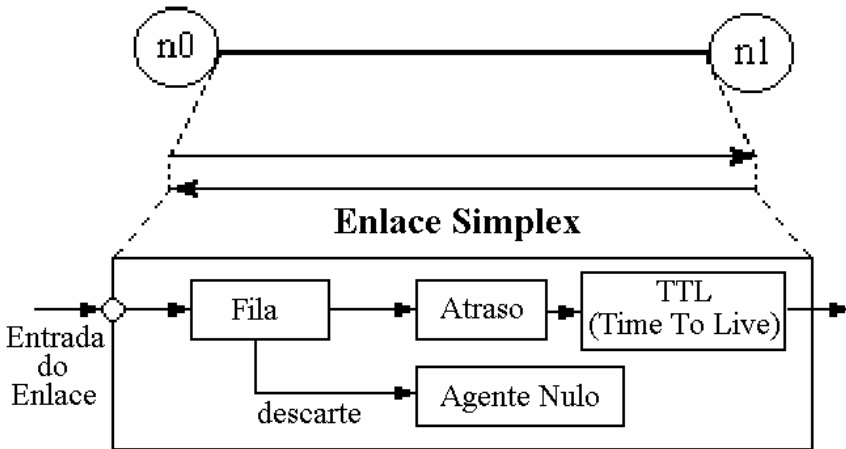 n0
n1
Enlace Simplex
Entrada
do
Enlace
Fila
Atraso
TTL
(Time To Live)
descarte
Agente Nulo